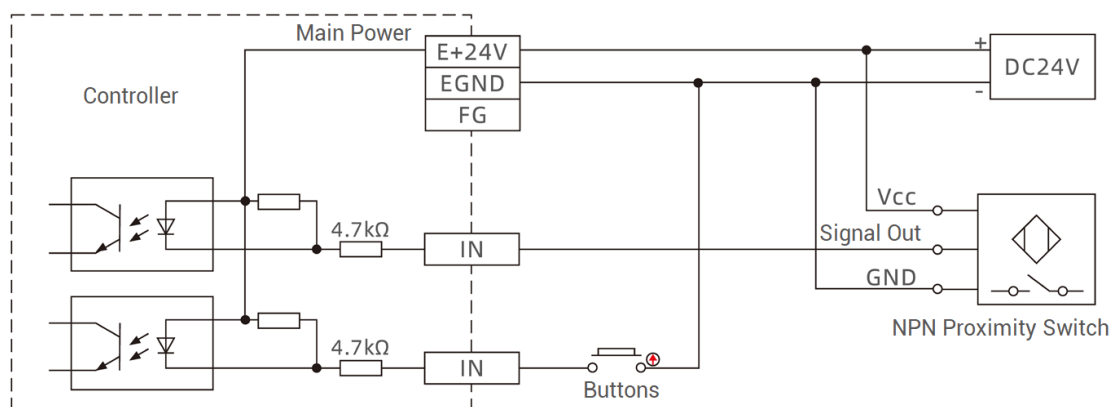 Main Power
E+24V
+
DC24V
EGND
-
Controller
FG
Vcc
4.7kΩ
IN
Signal Out
GND
NPN Proximity Switch
4.7kΩ
IN
Buttons